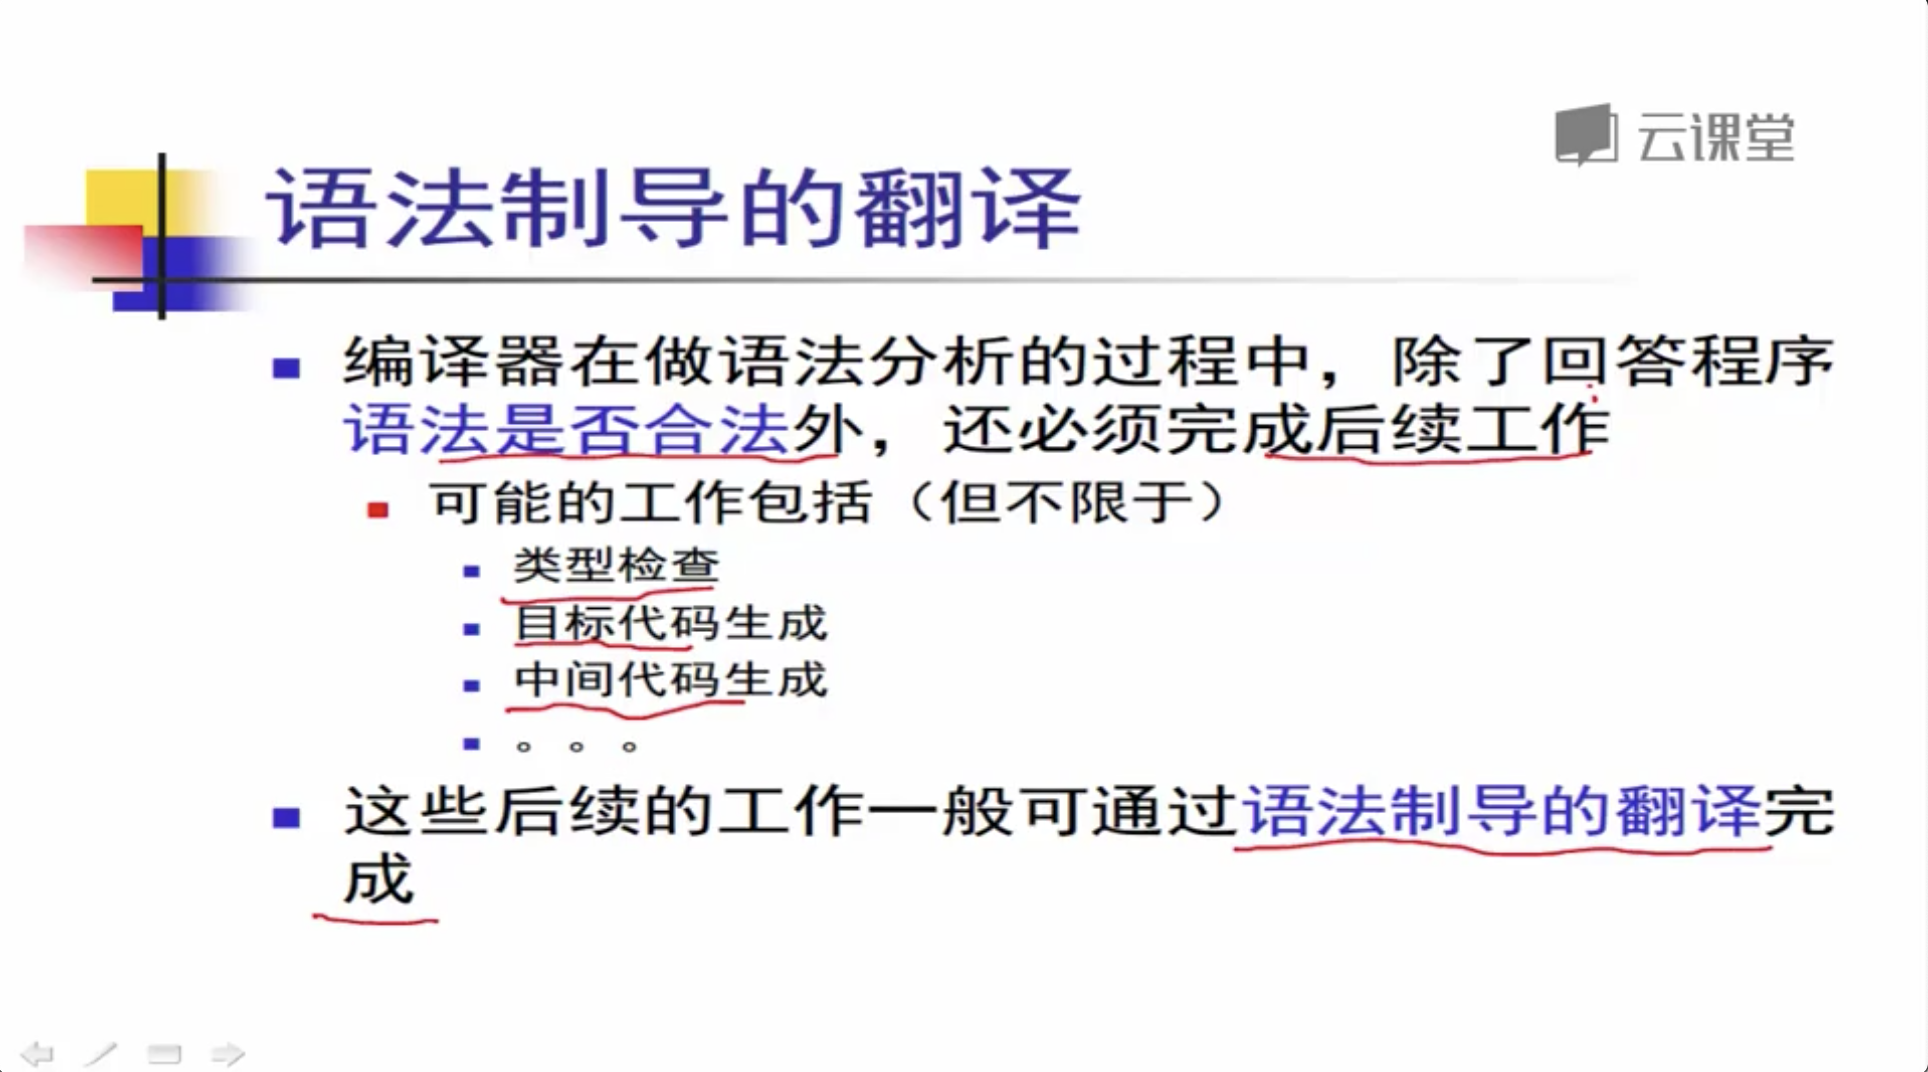 云课堂
语法制导的翻译
编译器在做语法分析的过程中，除了回答程序
语法是否合法外，还必须完成后续工作
可能的工作包括（但不限于）
类型检查
目标代码生成
中间代码生成
。。。
这些后续的工作一般可通过语法制导的翻译完
成